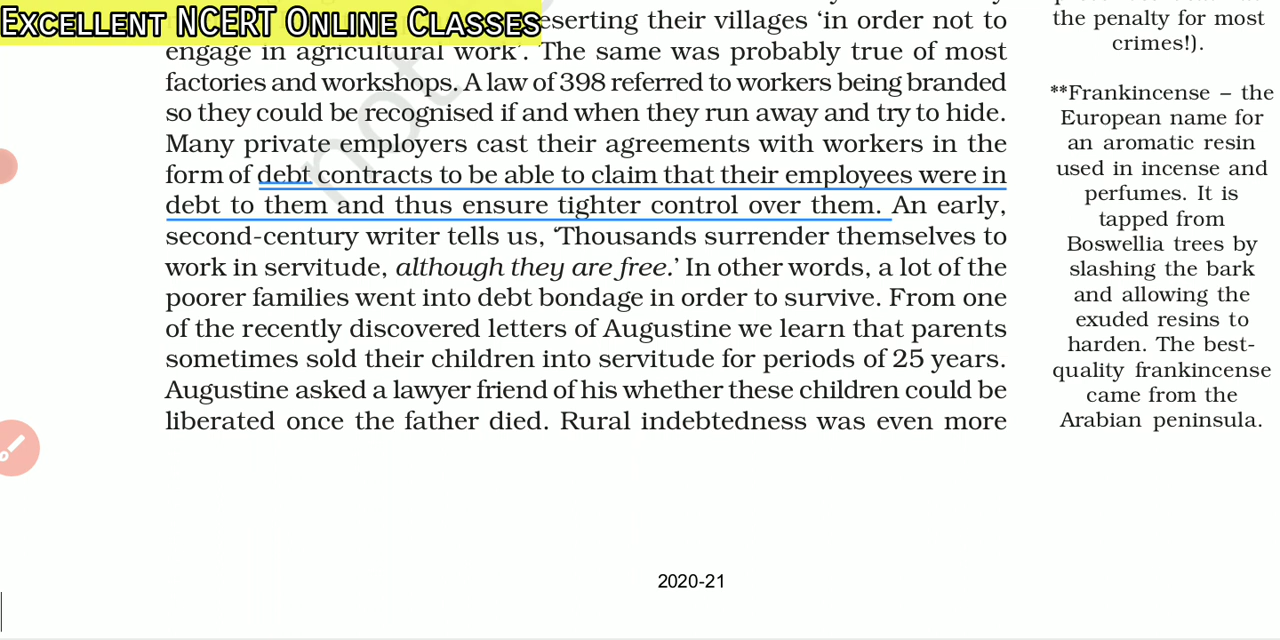 EXCELLENT NCERT ONLINE CLASSES
eserting their villages ‘in order not to
engage in agricultural work’. The same was probably true of most
factories and workshops. A law of 398 referred to workers being branded
so they could be recognised if and when they run away and try to hide.
Many private employers cast their agreements with workers in the
form of debt contracts to be able to claim that their employees were in
debt to them and thus ensure tighter control over them. An early,
second-century writer tells us, ‘Thousands surrender themselves to
work in servitude, although they are free.’ In other words, a lot of the
poorer families went into debt bondage in order to survive. From one
of the recently discovered letters of Augustine we learn that parents
sometimes sold their children into servitude for periods of 25 years.
Augustine asked a lawyer friend of his whether these children could be
liberated once the father died. Rural indebtedness was even more
the penalty for most
crimes!).
**Frankincense – the
European name for
an aromatic resin
used in incense and
perfumes. It is
tapped from
Boswellia trees by
slashing the bark
and allowing the
exuded resins to
harden. The best-
quality frankincense
came from the
Arabian peninsula.
not
2020-21